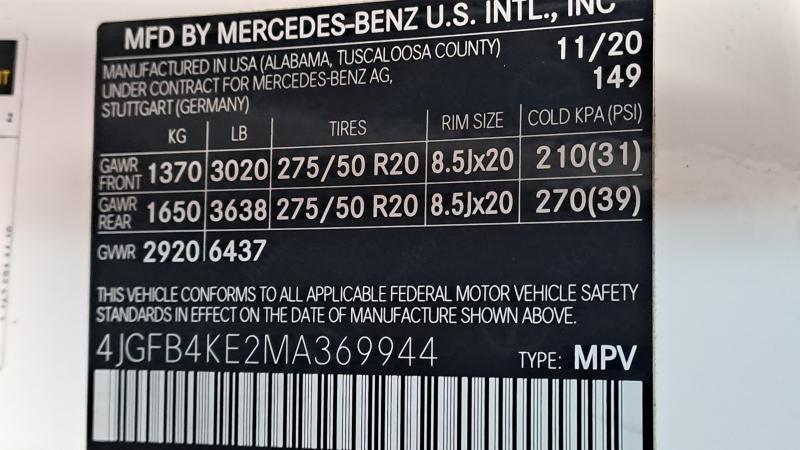 MFD BY MERCEDES-BENZ U.S. INTL., INC
MANUFACTURED IN USA (ALABAMA, TUSCALOOSA COUNTY) 11/20
UNDER CONTRACT FOR MERCEDES-BENZ AG, 149
STUTTGART (GERMANY)
KG LB TIRES RIM SIZE COLD KPA (PSI)
GAWR FRONT 1370 3020 275/50 R20 8.5Jx20 210(31)
GAWR REAR 1650 3638 275/50 R20 8.5Jx20 270(39)
GVWR 2920 6437
THIS VEHICLE CONFORMS TO ALL APPLICABLE FEDERAL MOTOR VEHICLE SAFETY
STANDARDS IN EFFECT ON THE DATE OF MANUFACTURE SHOWN ABOVE.
4JGFB4KE2MA369944 TYPE: MPV